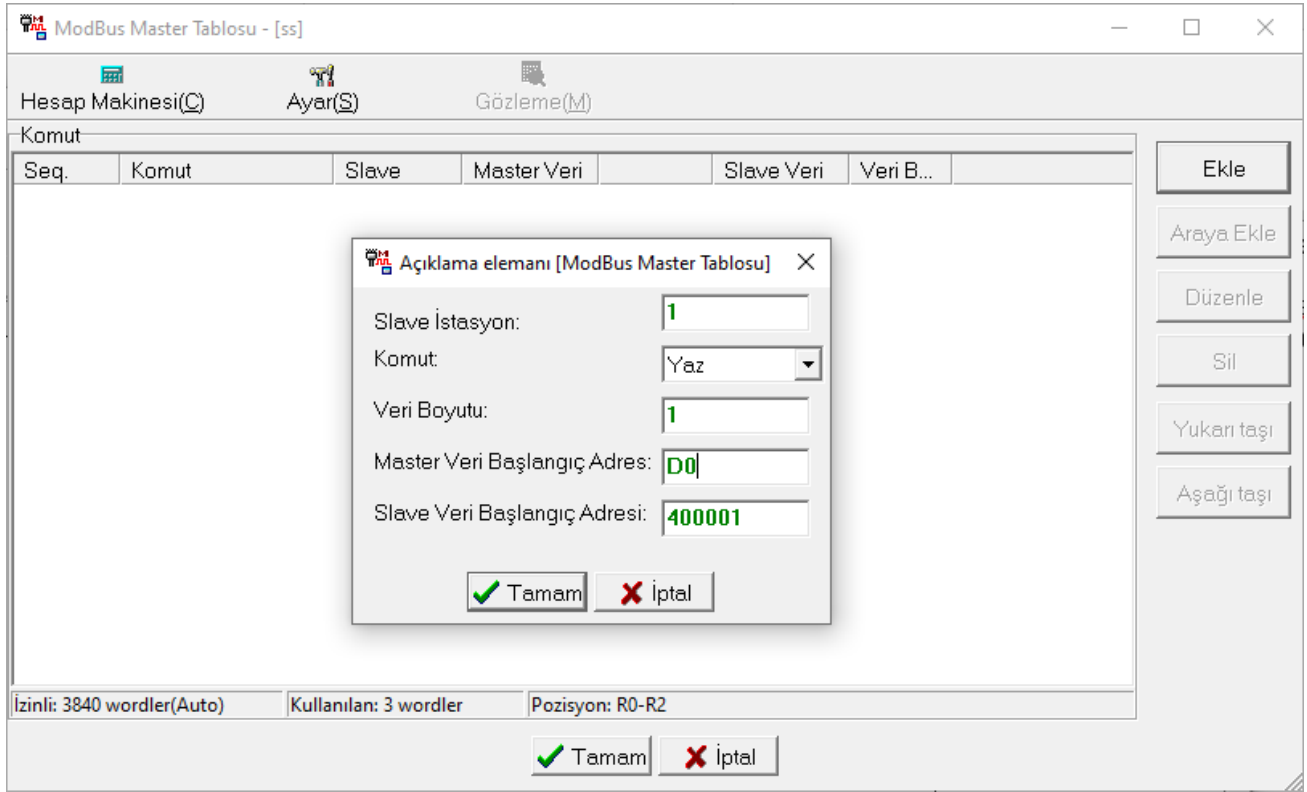 ModBus Master Tablosu - [ss]
Hesap Makinesi(C) Ayar(S) Gözleme(M)
Komut
Seq. Komut Slave Master Veri Slave Veri Veri B...
Ekle
Araya Ekle
Düzenle
Sil
Yukarı taşı
Aşağı taşı
Açıklama elemanı [ModBus Master Tablosu]
Slave İstasyon: 1
Komut: Yaz
Veri Boyutu: 1
Master Veri Başlangıç Adres: D0
Slave Veri Başlangıç Adresi: 400001
Tamam İptal
İzinli: 3840 wordler(Auto) Kullanılan: 3 wordler Pozisyon: R0-R2
Tamam İptal